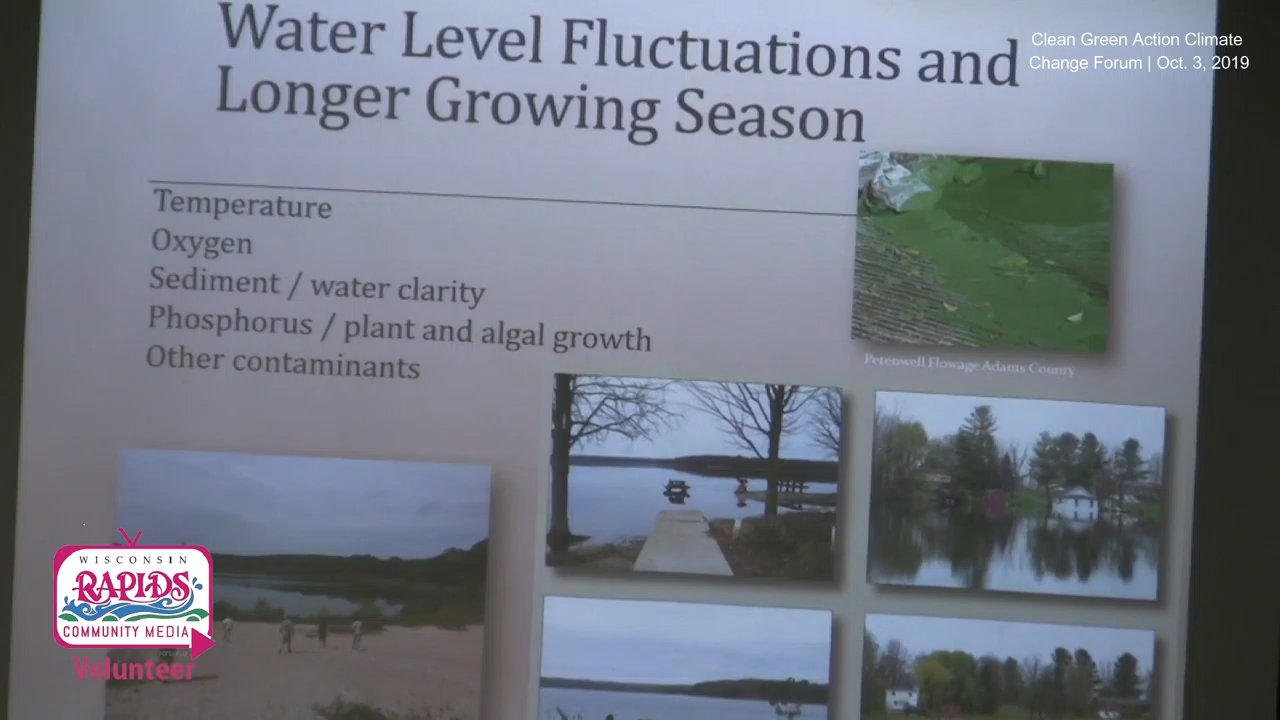 Water Level Fluctuations and
Longer Growing Season
Clean Green Action Climate
Change Forum | Oct. 3, 2019
Temperature
Oxygen
Sediment / water clarity
Phosphorus / plant and algal growth
Other contaminants
Petenwell Flowage Adams County
WISCONSIN
RAPIDS
COMMUNITY MEDIA
Volunteer